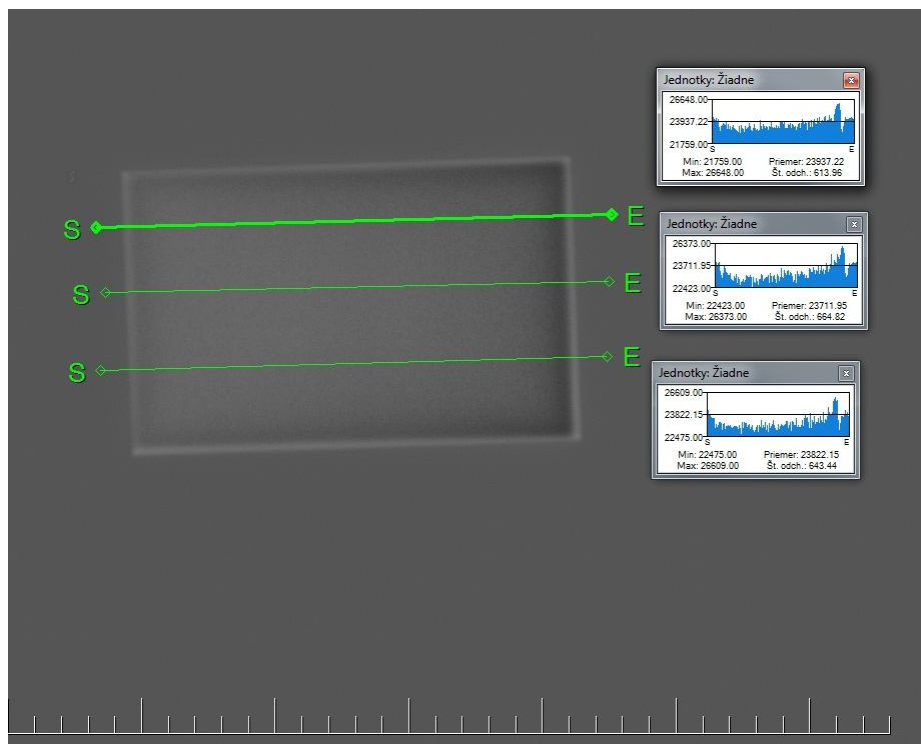 Jednotky: Žiadne
26648.00
23937.22
21759.00
S E
Min: 21759.00 Priemer: 23937.22
Max: 26648.00 Št. odch.: 613.96
S E
Jednotky: Žiadne
26373.00
23711.95
22423.00
S E
Min: 22423.00 Priemer: 23711.95
Max: 26373.00 Št. odch.: 664.82
S E
S E
Jednotky: Žiadne
26609.00
23822.15
22475.00
S E
Min: 22475.00 Priemer: 23822.15
Max: 26609.00 Št. odch.: 643.44